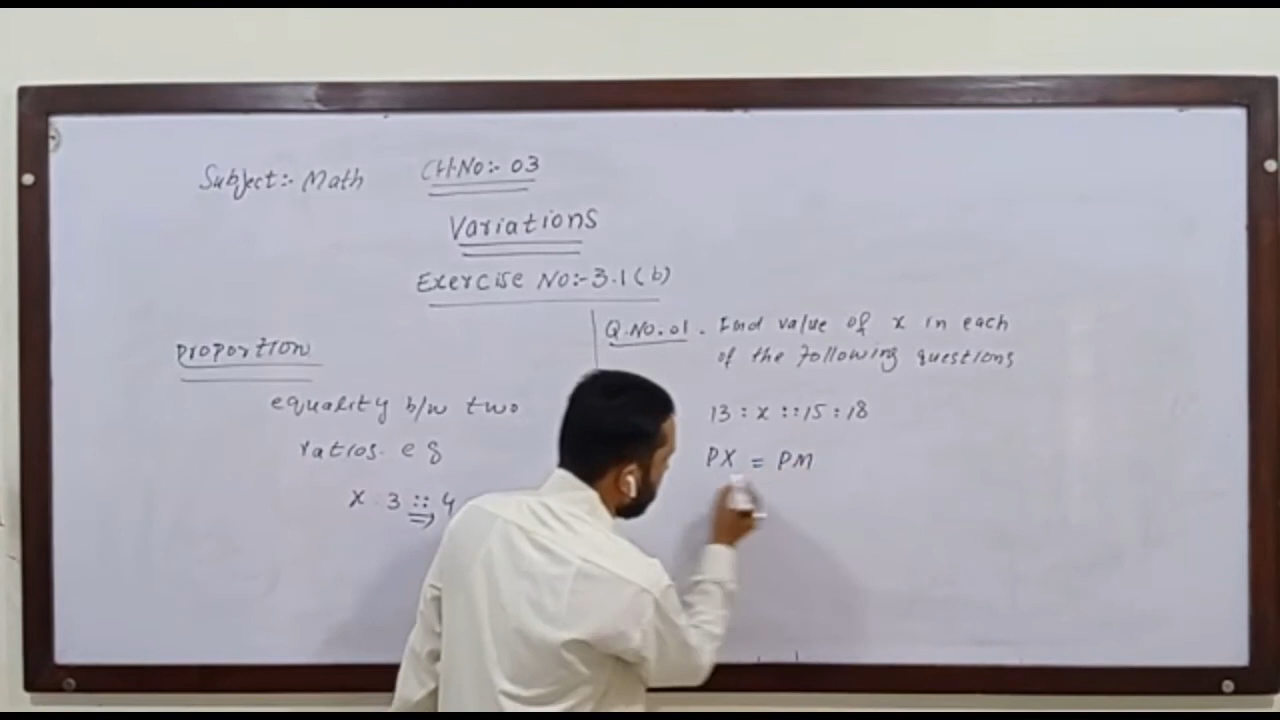 Subject:- Math CH.No:- 03
Variations
Exercise No:- 3.1(b)
Proportion
equality b/w two
ratios. e g
x 3 :: 4
Q.No.01. Find value of x in each
of the following questions
13 : x :: 15 : 18
PX = PM